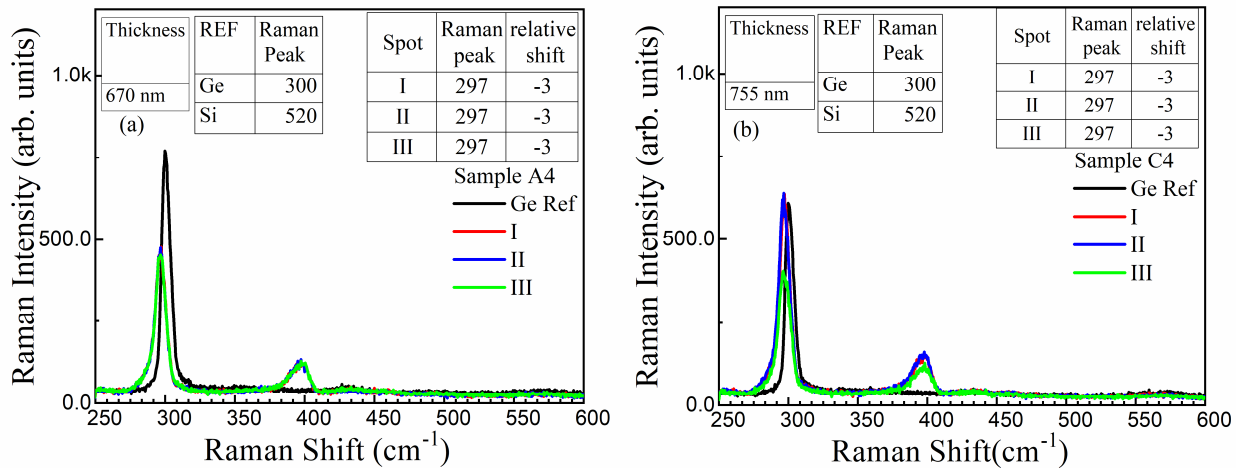 Thickness
670 nm
(a)
REF Raman Peak
Ge 300
Si 520
Spot Raman peak relative shift
I 297 -3
II 297 -3
III 297 -3
Sample A4
Ge Ref
I
II
III
1.0k
500.0
0.0
250 300 350 400 450 500 550 600
Raman Intensity (arb. units)
Raman Shift (cm-1)
Thickness
755 nm
(b)
REF Raman Peak
Ge 300
Si 520
Spot Raman peak relative shift
I 297 -3
II 297 -3
III 297 -3
Sample C4
Ge Ref
I
II
III
1.0k
500.0
0.0
250 300 350 400 450 500 550 600
Raman Intensity (arb. units)
Raman Shift(cm-1)